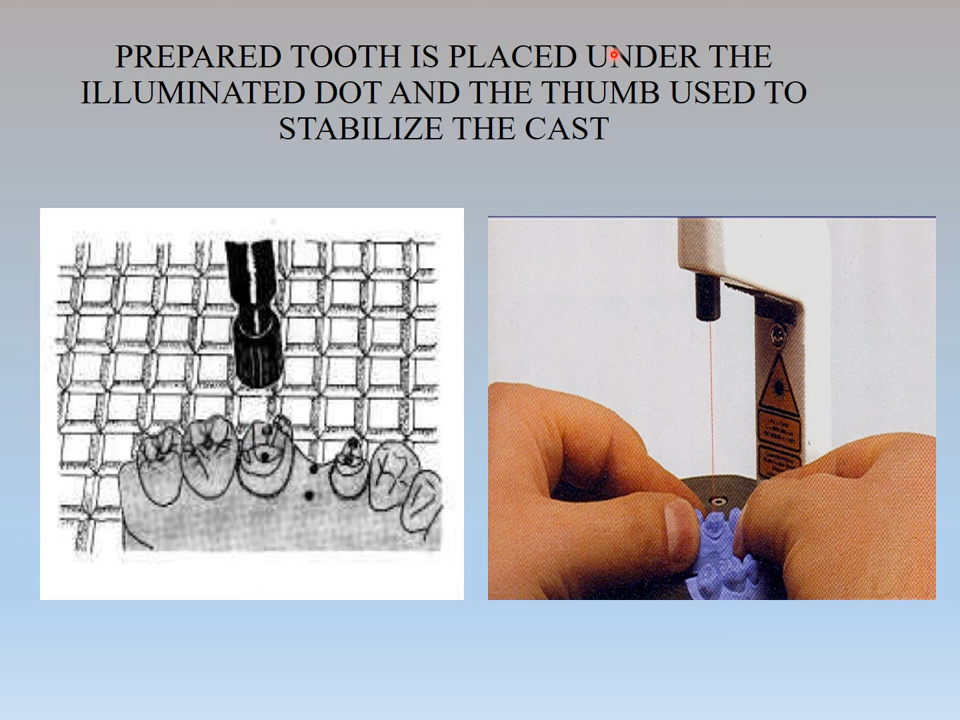 PREPARED TOOTH IS PLACED UNDER THE
ILLUMINATED DOT AND THE THUMB USED TO
STABILIZE THE CAST